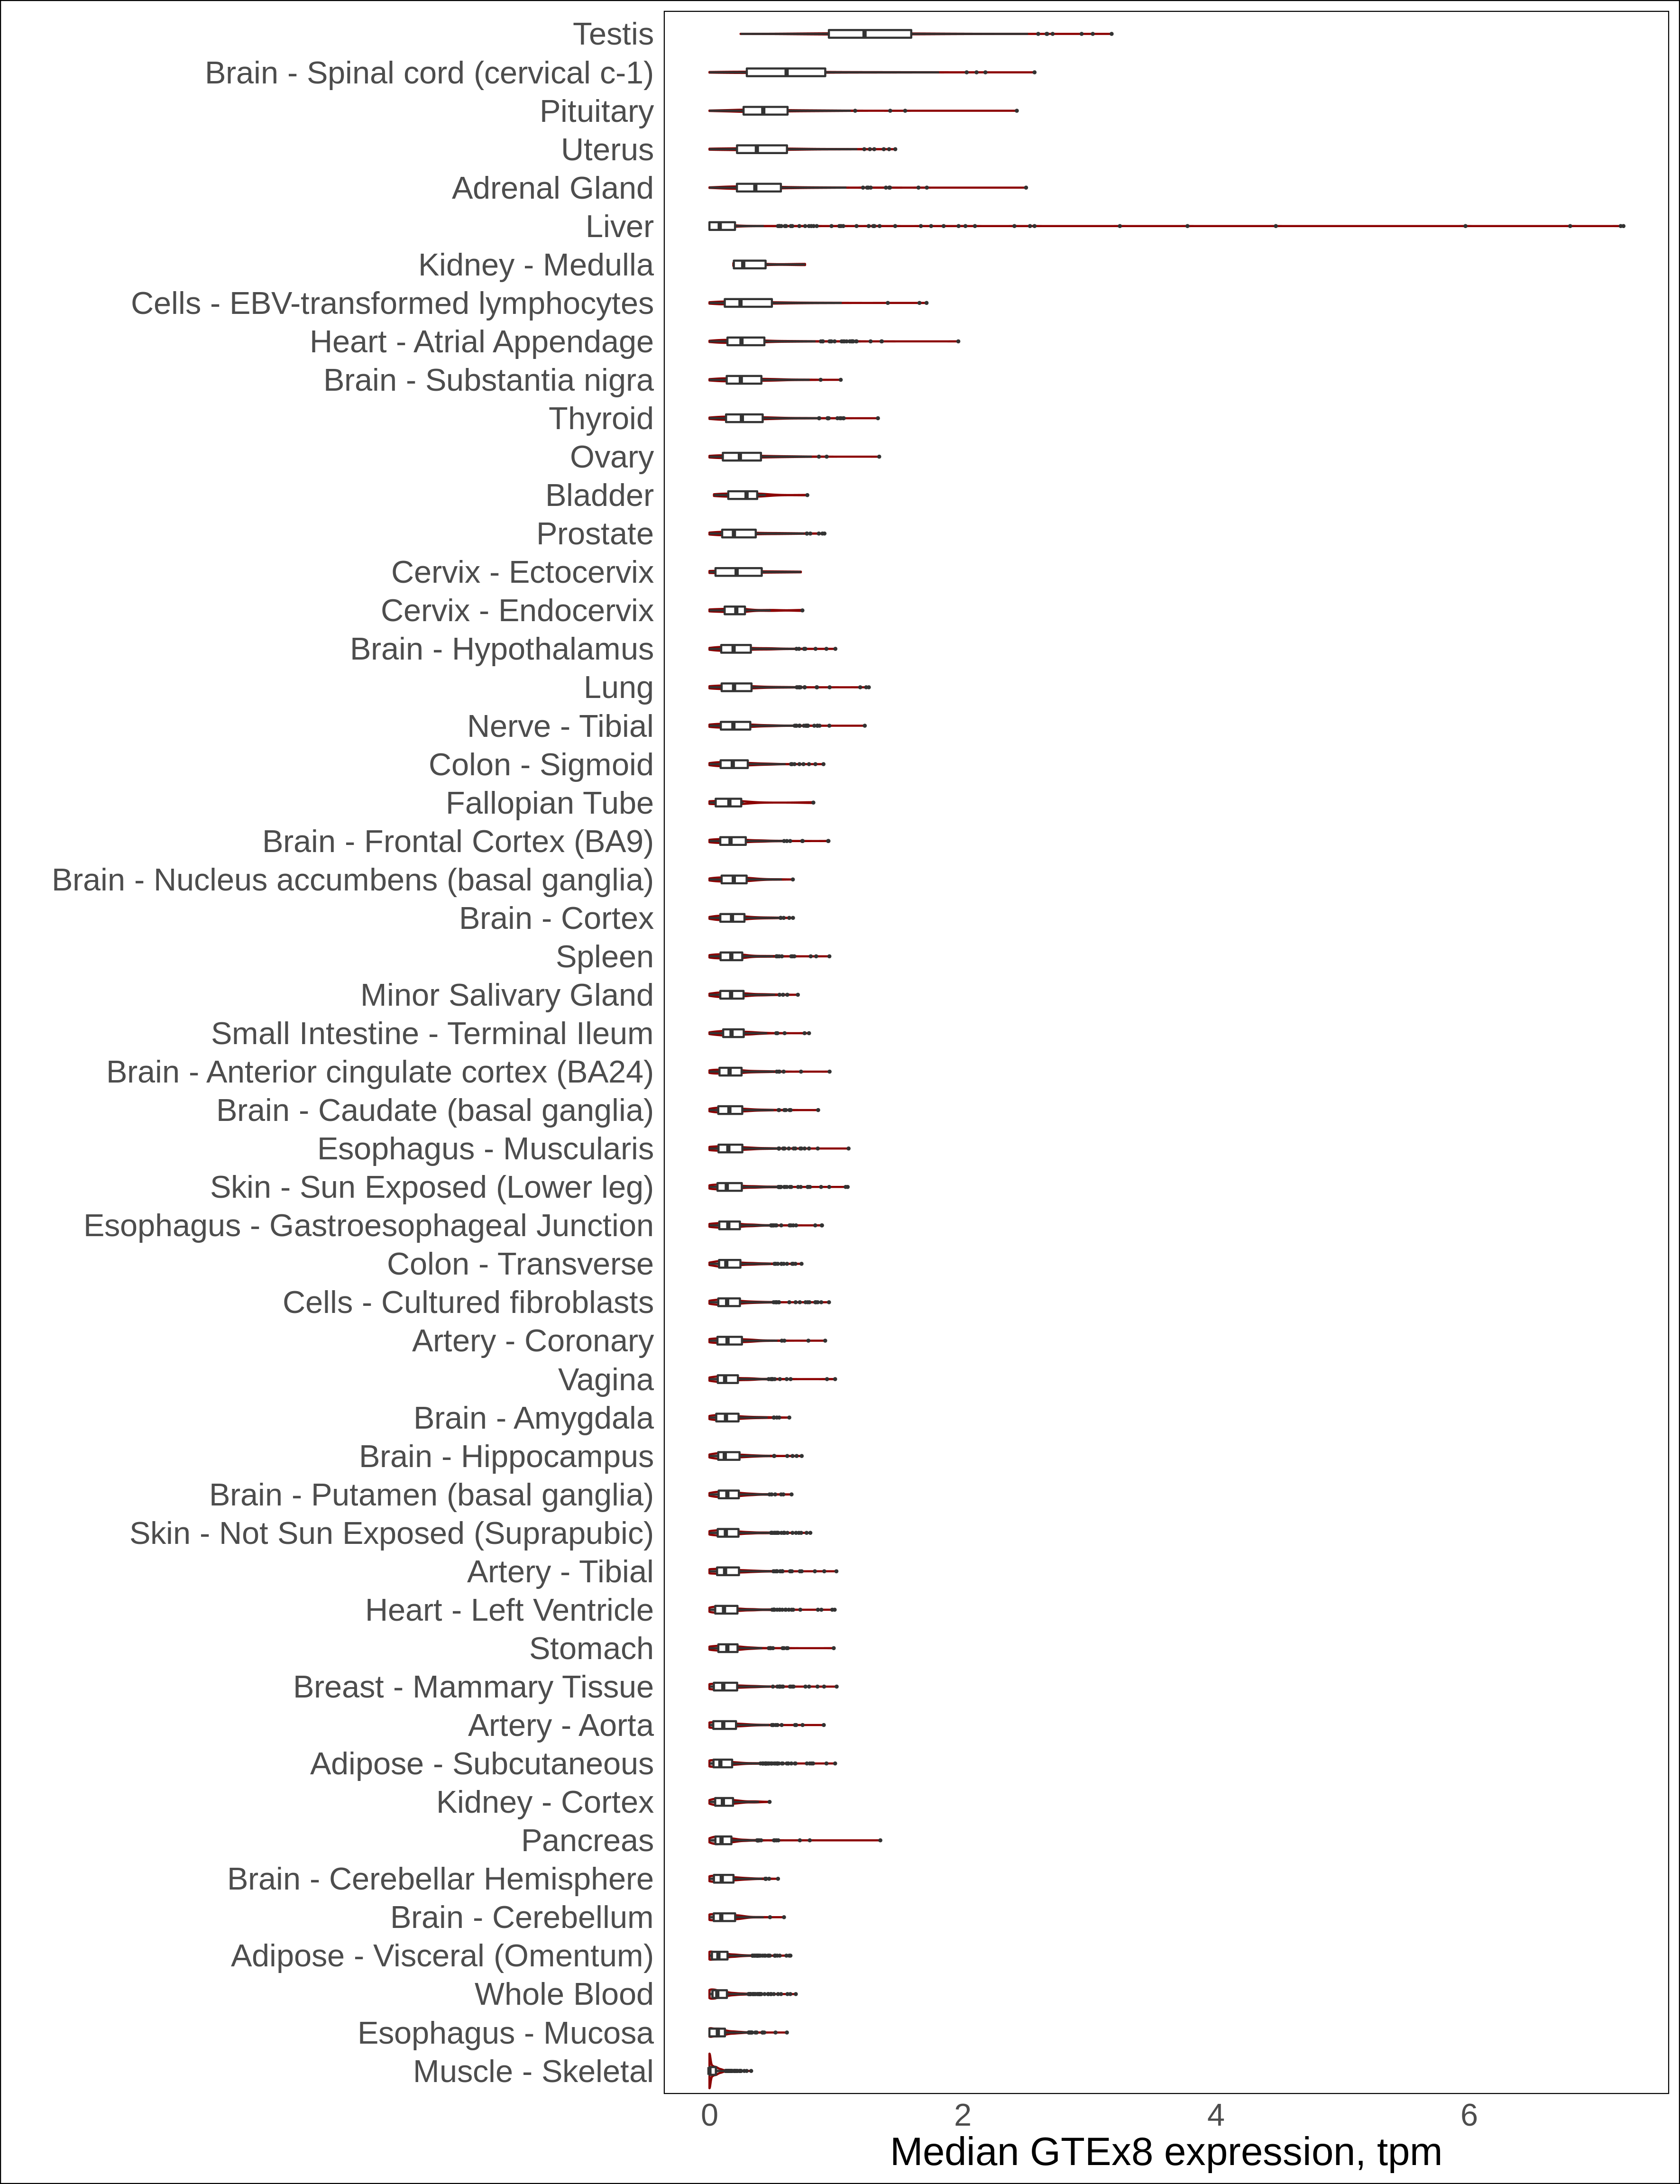 Testis
Brain - Spinal cord (cervical c-1)
Pituitary
Uterus
Adrenal Gland
Liver
Kidney - Medulla
Cells - EBV-transformed lymphocytes
Heart - Atrial Appendage
Brain - Substantia nigra
Thyroid
Ovary
Bladder
Prostate
Cervix - Ectocervix
Cervix - Endocervix
Brain - Hypothalamus
Lung
Nerve - Tibial
Colon - Sigmoid
Fallopian Tube
Brain - Frontal Cortex (BA9)
Brain - Nucleus accumbens (basal ganglia)
Brain - Cortex
Spleen
Minor Salivary Gland
Small Intestine - Terminal Ileum
Brain - Anterior cingulate cortex (BA24)
Brain - Caudate (basal ganglia)
Esophagus - Muscularis
Skin - Sun Exposed (Lower leg)
Esophagus - Gastroesophageal Junction
Colon - Transverse
Cells - Cultured fibroblasts
Artery - Coronary
Vagina
Brain - Amygdala
Brain - Hippocampus
Brain - Putamen (basal ganglia)
Skin - Not Sun Exposed (Suprapubic)
Artery - Tibial
Heart - Left Ventricle
Stomach
Breast - Mammary Tissue
Artery - Aorta
Adipose - Subcutaneous
Kidney - Cortex
Pancreas
Brain - Cerebellar Hemisphere
Brain - Cerebellum
Adipose - Visceral (Omentum)
Whole Blood
Esophagus - Mucosa
Muscle - Skeletal
0 2 4 6
Median GTEx8 expression, tpm